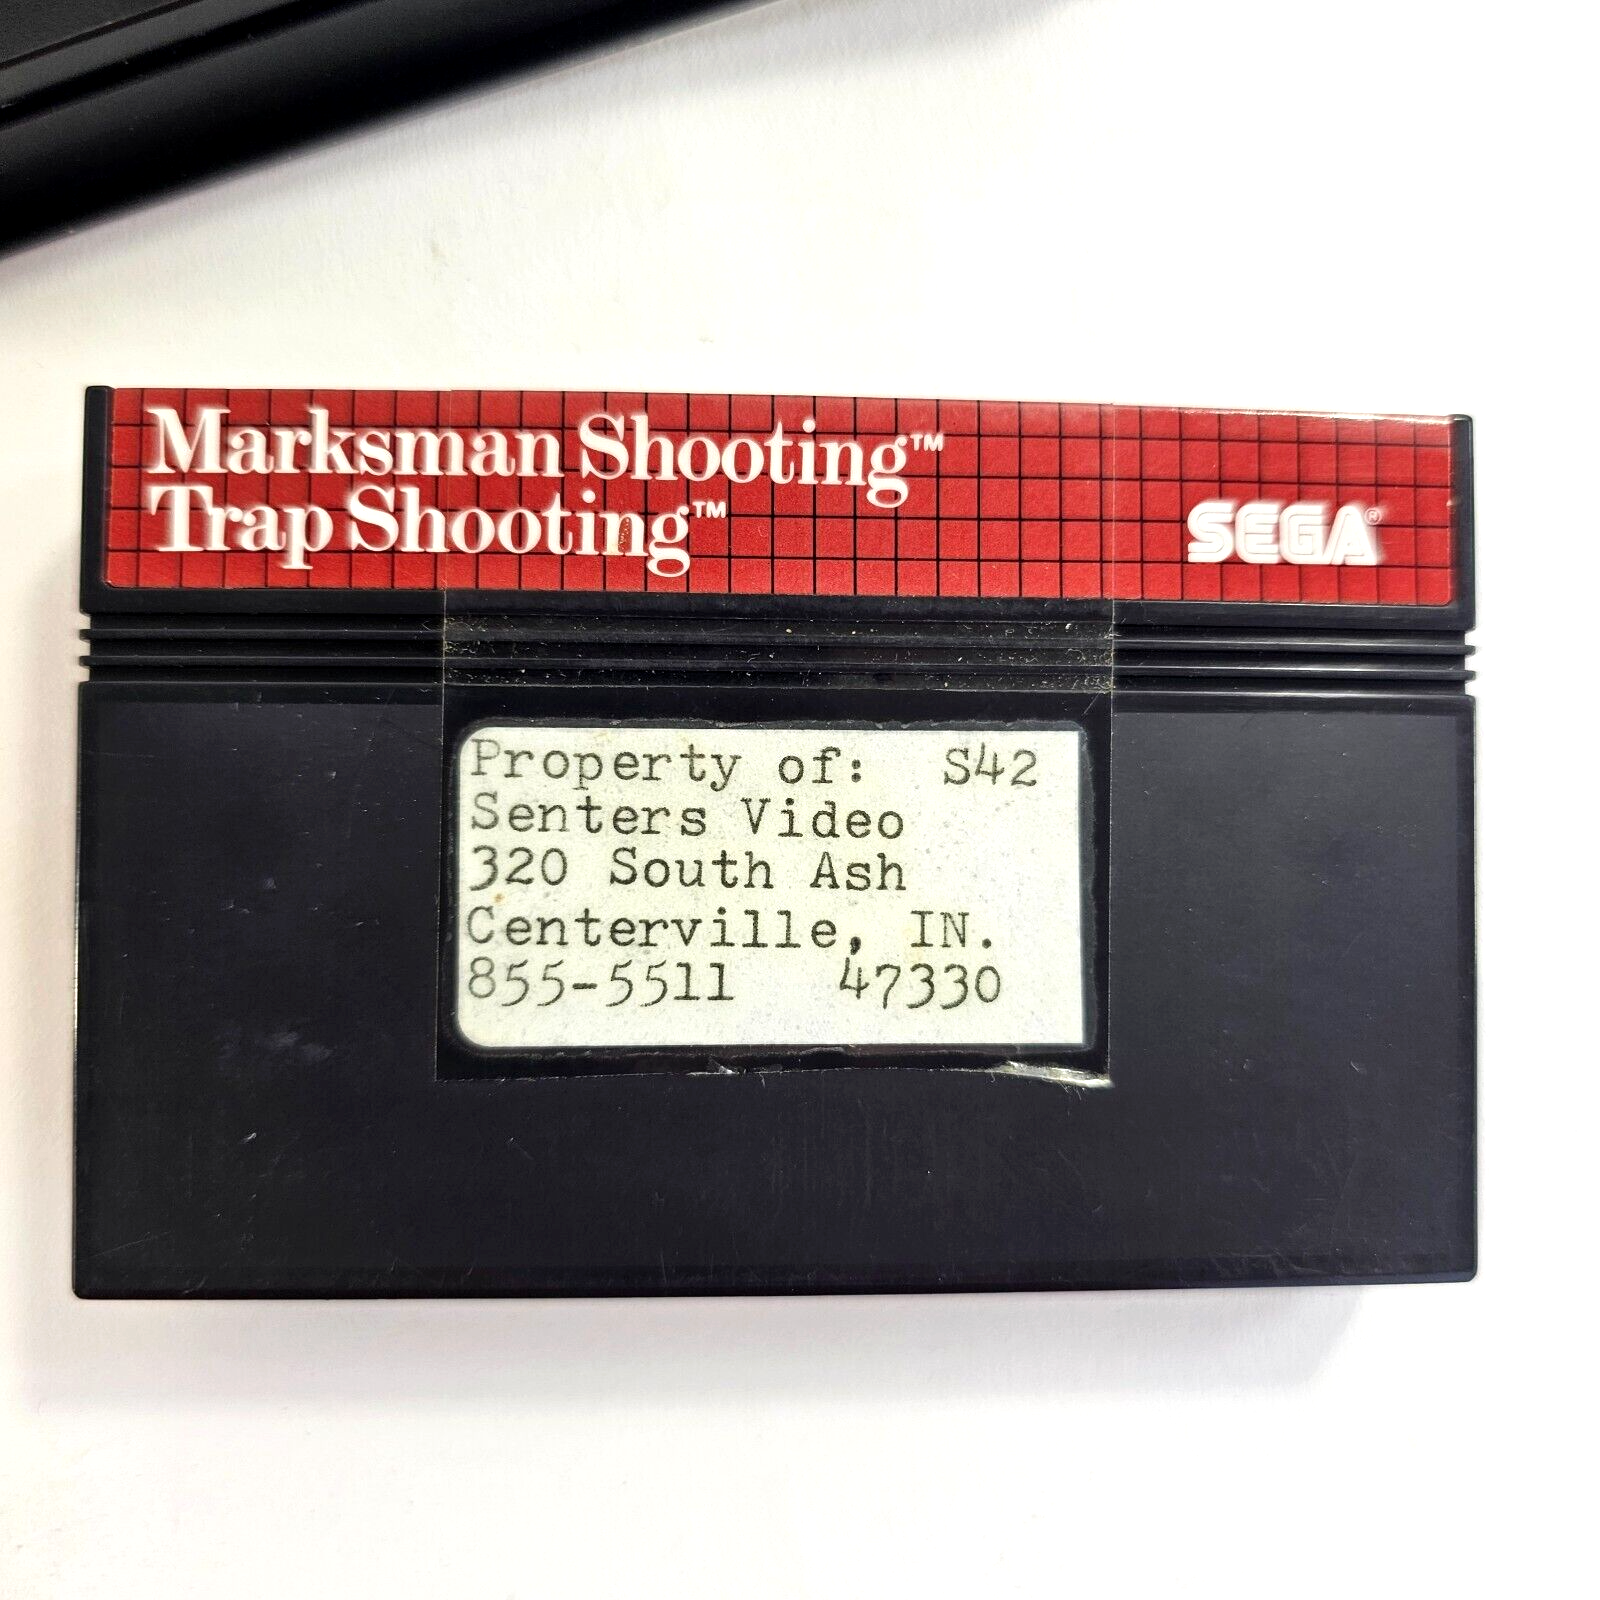 Marksman Shooting™
Trap Shooting™
SEGA®
Property of: S42
Senters Video
320 South Ash
Centerville, IN.
855-5511 47330